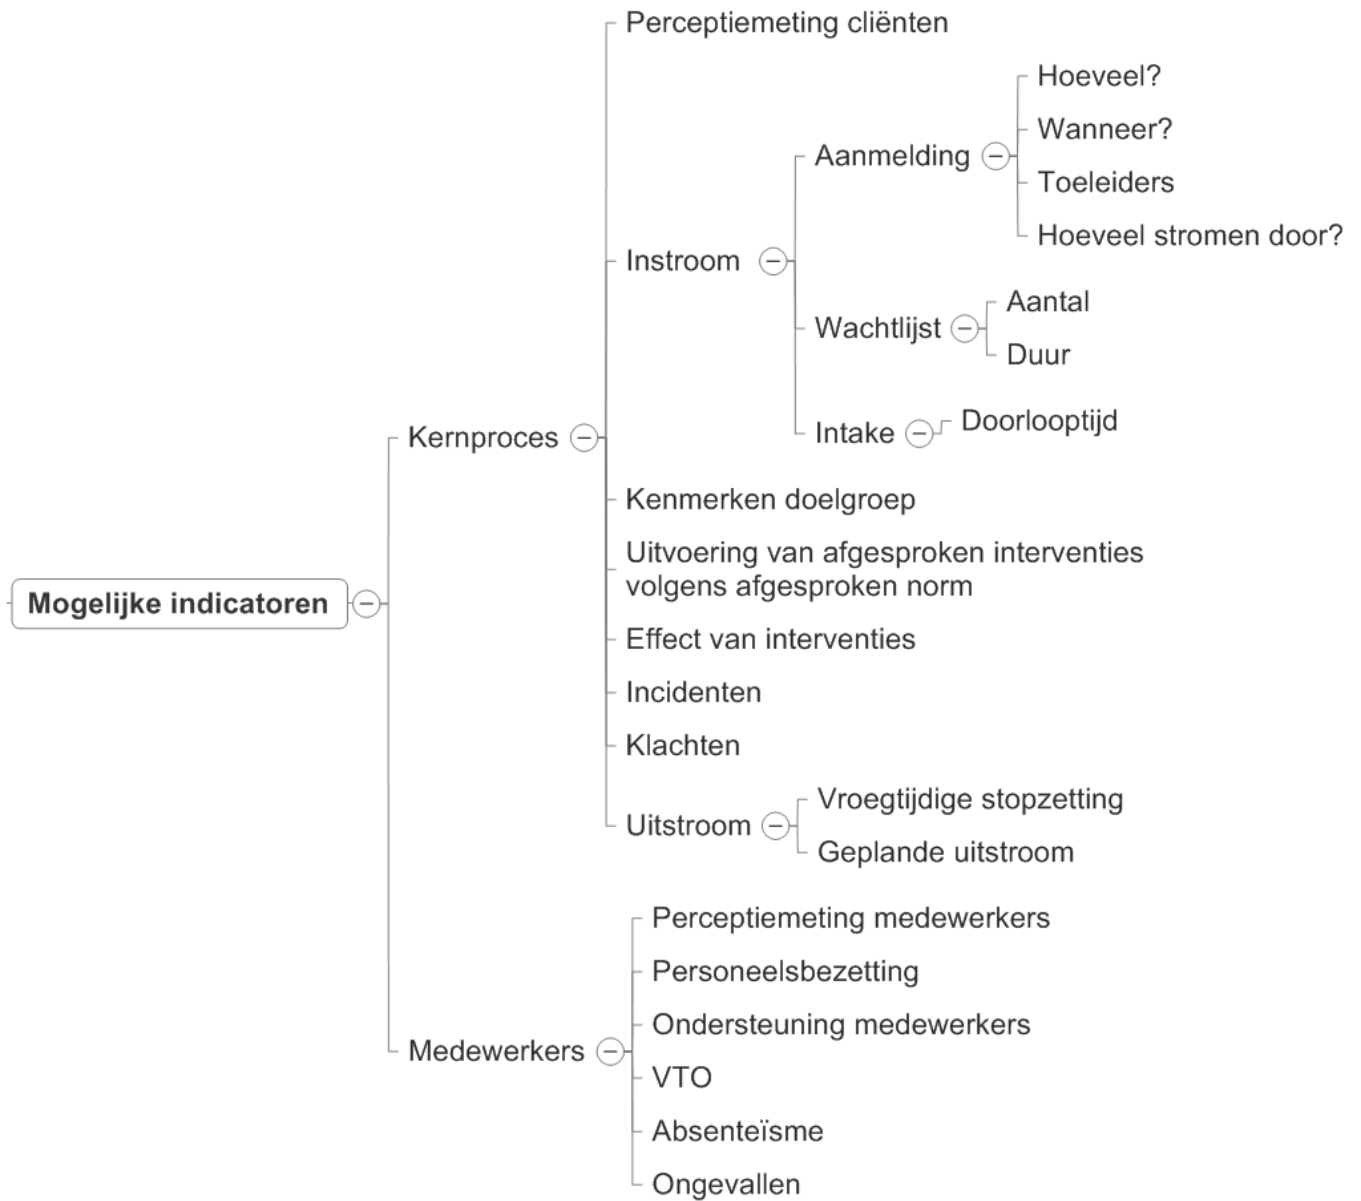 Mogelijke indicatoren
Kernproces
Perceptiemeting cliënten
Instroom
Aanmelding
Hoeveel?
Wanneer?
Toeleiders
Hoeveel stromen door?
Wachtlijst
Aantal
Duur
Intake
Doorlooptijd
Kenmerken doelgroep
Uitvoering van afgesproken interventies
volgens afgesproken norm
Effect van interventies
Incidenten
Klachten
Uitstroom
Vroegtijdige stopzetting
Geplande uitstroom
Medewerkers
Perceptiemeting medewerkers
Personeelsbezetting
Ondersteuning medewerkers
VTO
Absenteïsme
Ongevallen